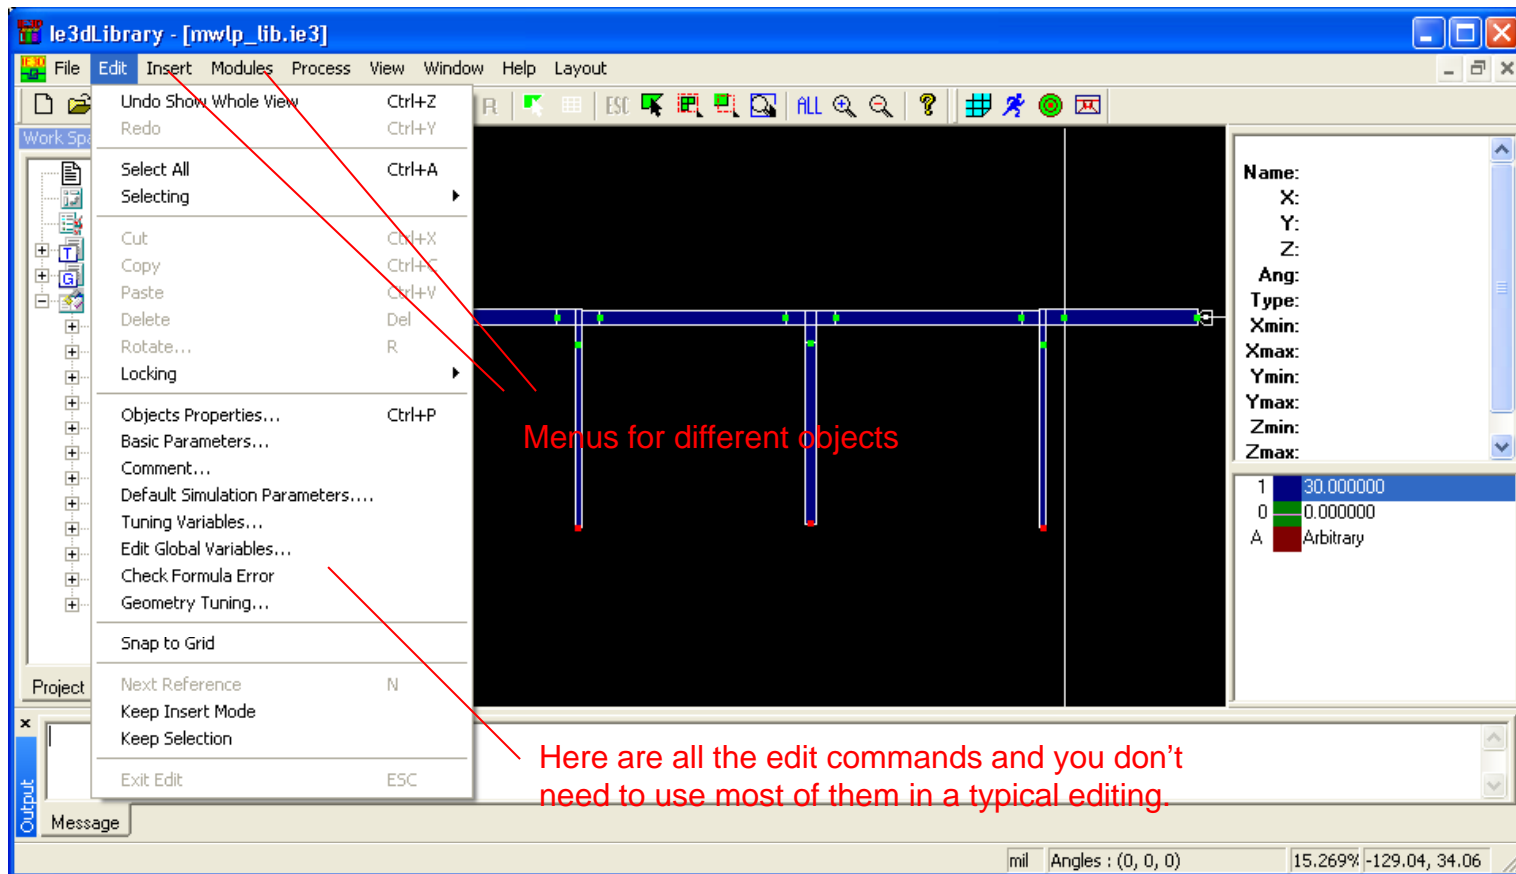 Ie3dLibrary - [mwlp_lib.ie3]
File Edit Insert Modules Process View Window Help Layout
R ESC ALL
Work Spa
Undo Show Whole View Ctrl+Z
Redo Ctrl+Y
Select All Ctrl+A
Selecting
Cut Ctrl+X
Copy Ctrl+C
Paste Ctrl+V
Delete Del
Rotate... R
Locking
Objects Properties... Ctrl+P
Basic Parameters...
Comment...
Default Simulation Parameters....
Tuning Variables...
Edit Global Variables...
Check Formula Error
Geometry Tuning...
Snap to Grid
Next Reference N
Keep Insert Mode
Keep Selection
Exit Edit ESC
T
G
Project
Menus for different objects
Here are all the edit commands and you don't
need to use most of them in a typical editing.
Name:
X:
Y:
Z:
Ang:
Type:
Xmin:
Xmax:
Ymin:
Ymax:
Zmin:
Zmax:
1 30.000000
0 0.000000
A Arbitrary
Output
Message
mil Angles : (0, 0, 0) 15.269% -129.04, 34.06